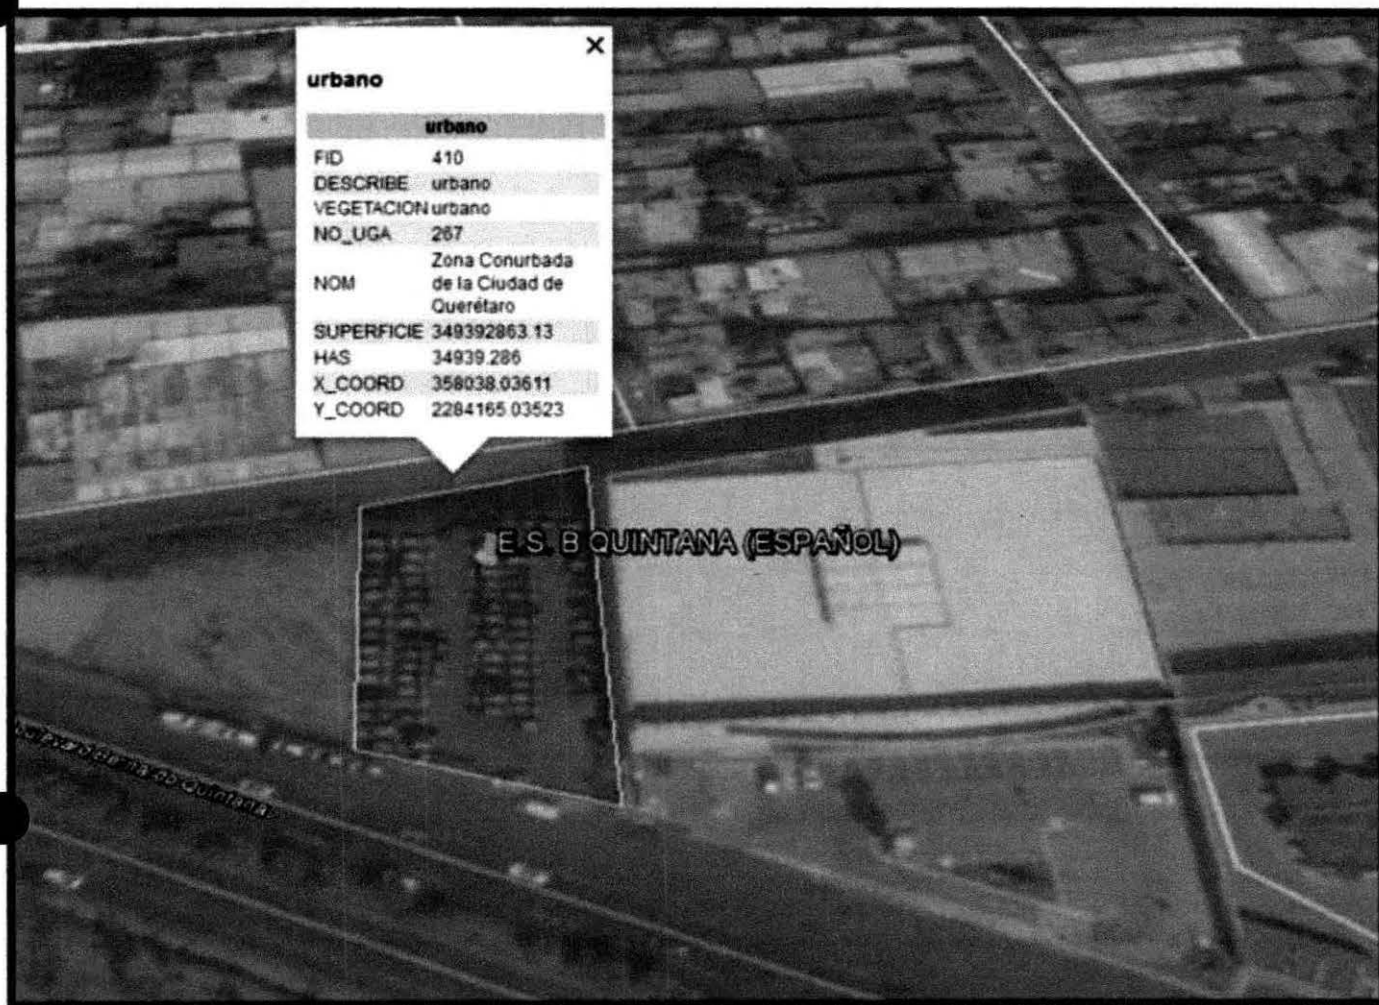 ×
urbano
urbano
FID 410
DESCRIBE urbano
VEGETACION urbano
NO_UGA 267
NOM Zona Conurbada
de la Ciudad de
Querétaro
SUPERFICIE 349392863.13
HAS 34939.286
X_COORD 358038.03611
Y_COORD 2284165.03523
E.S. B QUINTANA (ESPAÑOL)
Quintana